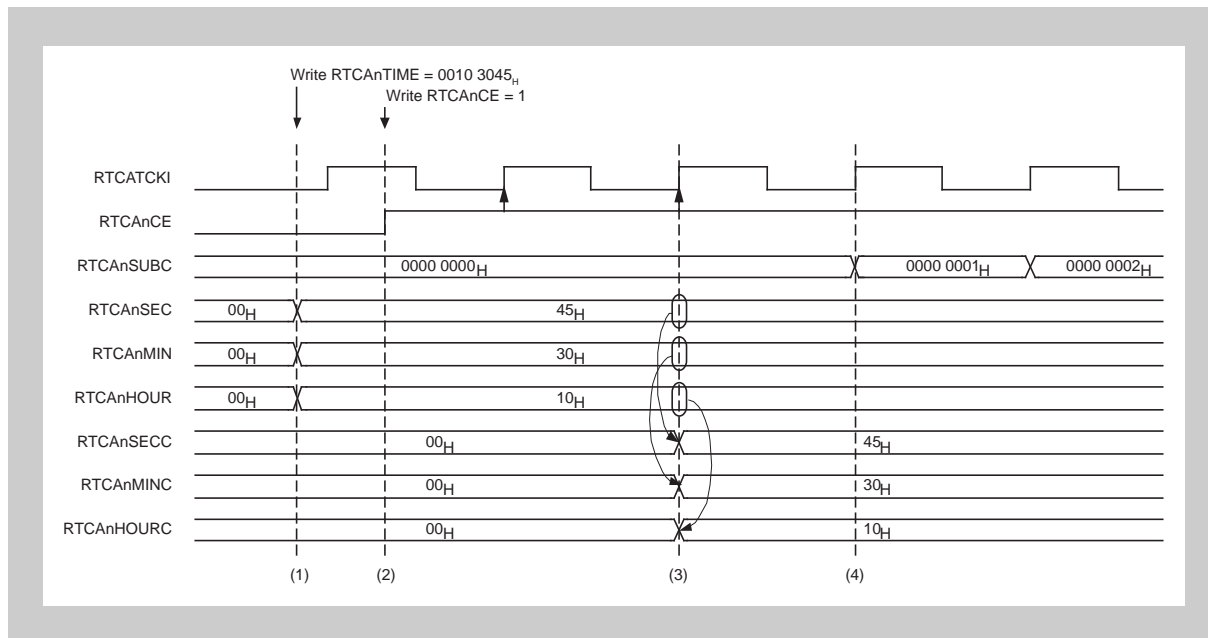 Write RTCAnTIME = 0010 3045H
Write RTCAnCE = 1
RTCATCKI
RTCAnCE
RTCAnSUBC 0000 0000H 0000 0001H 0000 0002H
RTCAnSEC 00H 45H
RTCAnMIN 00H 30H
RTCAnHOUR 00H 10H
RTCAnSECC 00H 45H
RTCAnMINC 00H 30H
RTCAnHOURC 00H 10H
(1) (2) (3) (4)